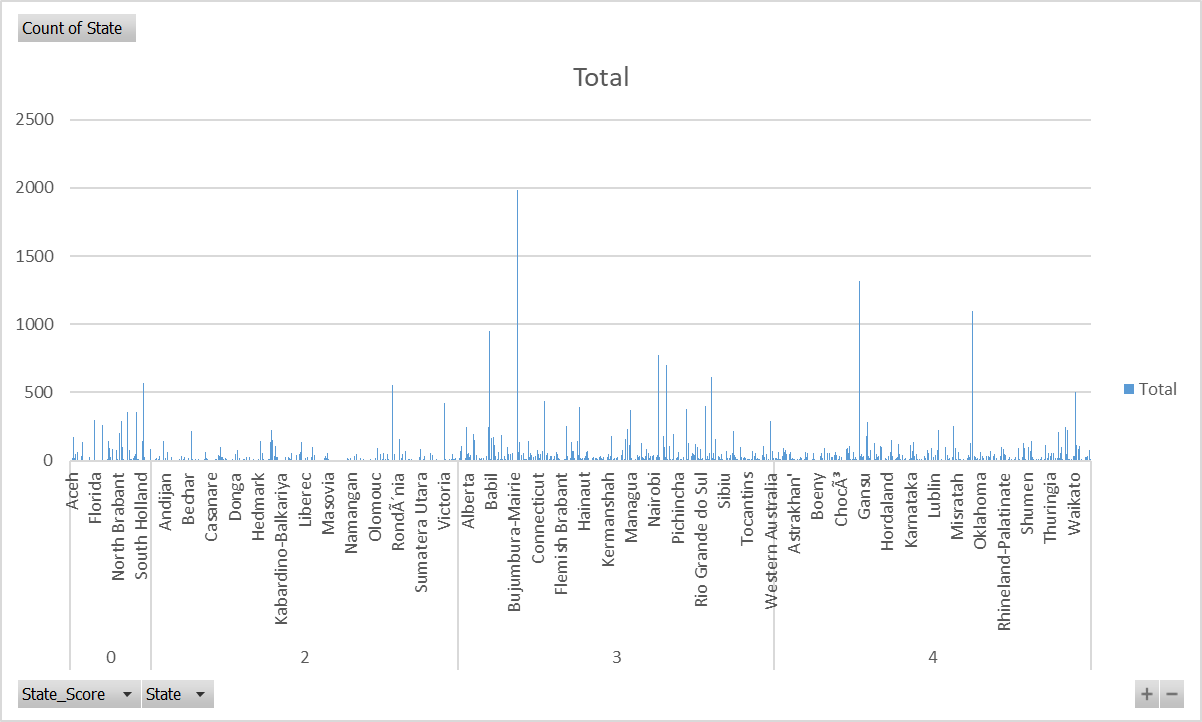 Count of State
Total
2500
2000
1500
1000
500
0
Total
Aceh
Florida
North Brabant
South Holland
Andijan
Bechar
Casanare
Donga
Hedmark
Kabardino-Balkariya
Liberec
Masovia
Namangan
Olomouc
RondÃ´nia
Sumatera Utara
Victoria
Alberta
Babil
Bujumbura-Mairie
Connecticut
Flemish Brabant
Hainaut
Kermanshah
Managua
Nairobi
Pichincha
Rio Grande do Sul
Sibiu
Tocantins
Western Australia
Astrakhan'
Boeny
ChocÃ³
Gansu
Hordaland
Karnataka
Lublin
Misratah
Oklahoma
Rhineland-Palatinate
Shumen
Thuringia
Waikato
0
2
3
4
State_Score
State